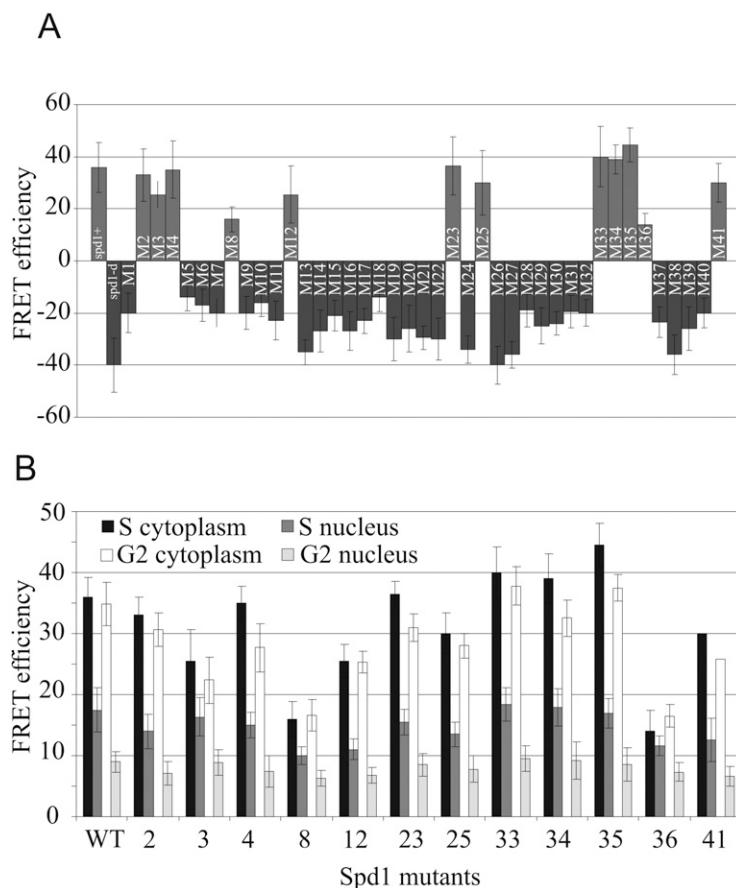 A
60
40
20
0
-20
-40
-60
FRET efficiency
spd1+
spd1-d
M1
M2
M3
M4
M5
M6
M7
M8
M9
M10
M11
M12
M13
M14
M15
M16
M17
M18
M19
M20
M21
M22
M23
M24
M25
M26
M27
M28
M29
M30
M31
M32
M33
M34
M35
M36
M37
M38
M39
M40
M41
B
50
40
30
20
10
0
FRET efficiency
S cytoplasm S nucleus
G2 cytoplasm G2 nucleus
WT 2 3 4 8 12 23 25 33 34 35 36 41
Spd1 mutants